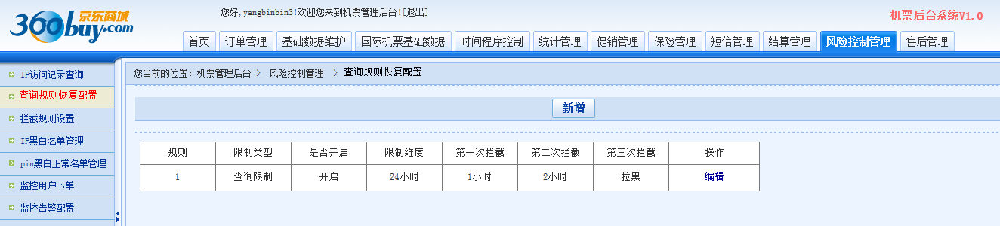 360buy.com 京东商城
您好,yangbinbin3!欢迎您来到机票管理后台![退出]
机票后台系统V1.0
首页 订单管理 基础数据维护 国际机票基础数据 时间程序控制 统计管理 促销管理 保险管理 短信管理 结算管理 风险控制管理 售后管理
IP访问记录查询
查询规则恢复配置
拦截规则设置
IP黑白名单管理
pin黑白正常名单管理
监控用户下单
监控告警配置
您当前的位置：机票管理后台 > 风险控制管理 > 查询规则恢复配置
新增
规则 限制类型 是否开启 限制维度 第一次拦截 第二次拦截 第三次拦截 操作
1 查询限制 开启 24小时 1小时 2小时 拉黑 编辑